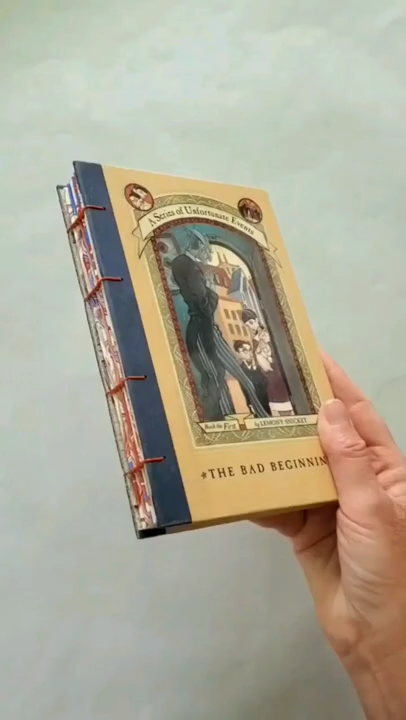 A Series of Unfortunate Events
Book the First by LEMONY SNICKET
*THE BAD BEGINNIN